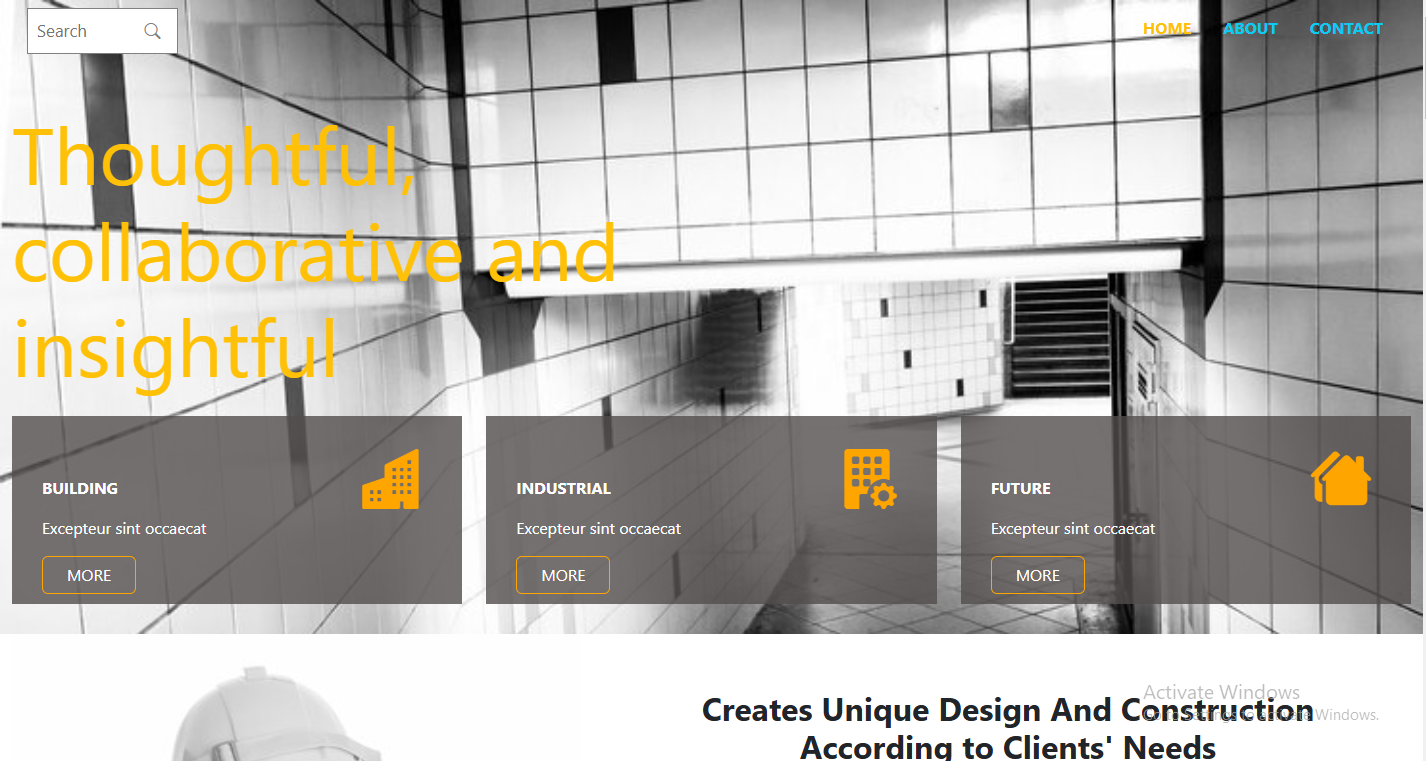 Search
HOME ABOUT CONTACT
Thoughtful,
collaborative and
insightful
BUILDING
Excepteur sint occaecat
MORE
INDUSTRIAL
Excepteur sint occaecat
MORE
FUTURE
Excepteur sint occaecat
MORE
Creates Unique Design And Construction
According to Clients' Needs
Activate Windows
Go to Settings to activate Windows.